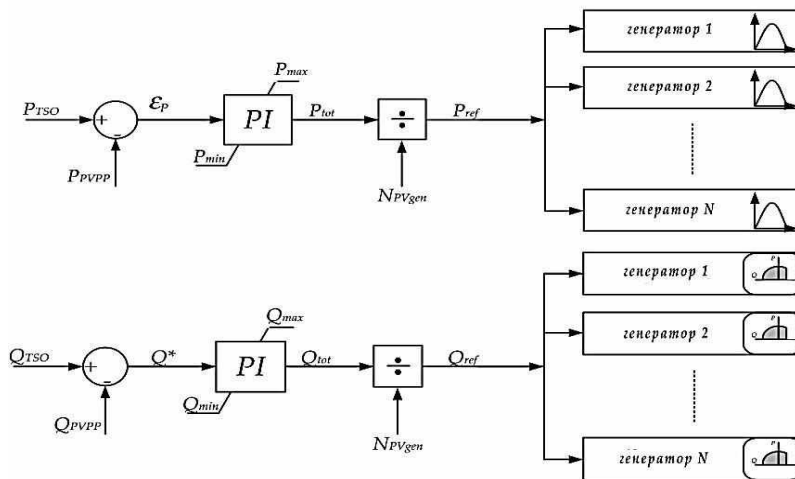 генератор 1
P_max
генератор 2
P_TSO
+
-
ε_P
PI
P_tot
÷
P_ref
P_min
P_PVPP
N_PVgen
генератор N
генератор 1
P
Q
Q_max
генератор 2
P
Q
Q_TSO
+
-
Q*
PI
Q_tot
÷
Q_ref
Q_min
Q_PVPP
N_PVgen
генератор N
P
Q